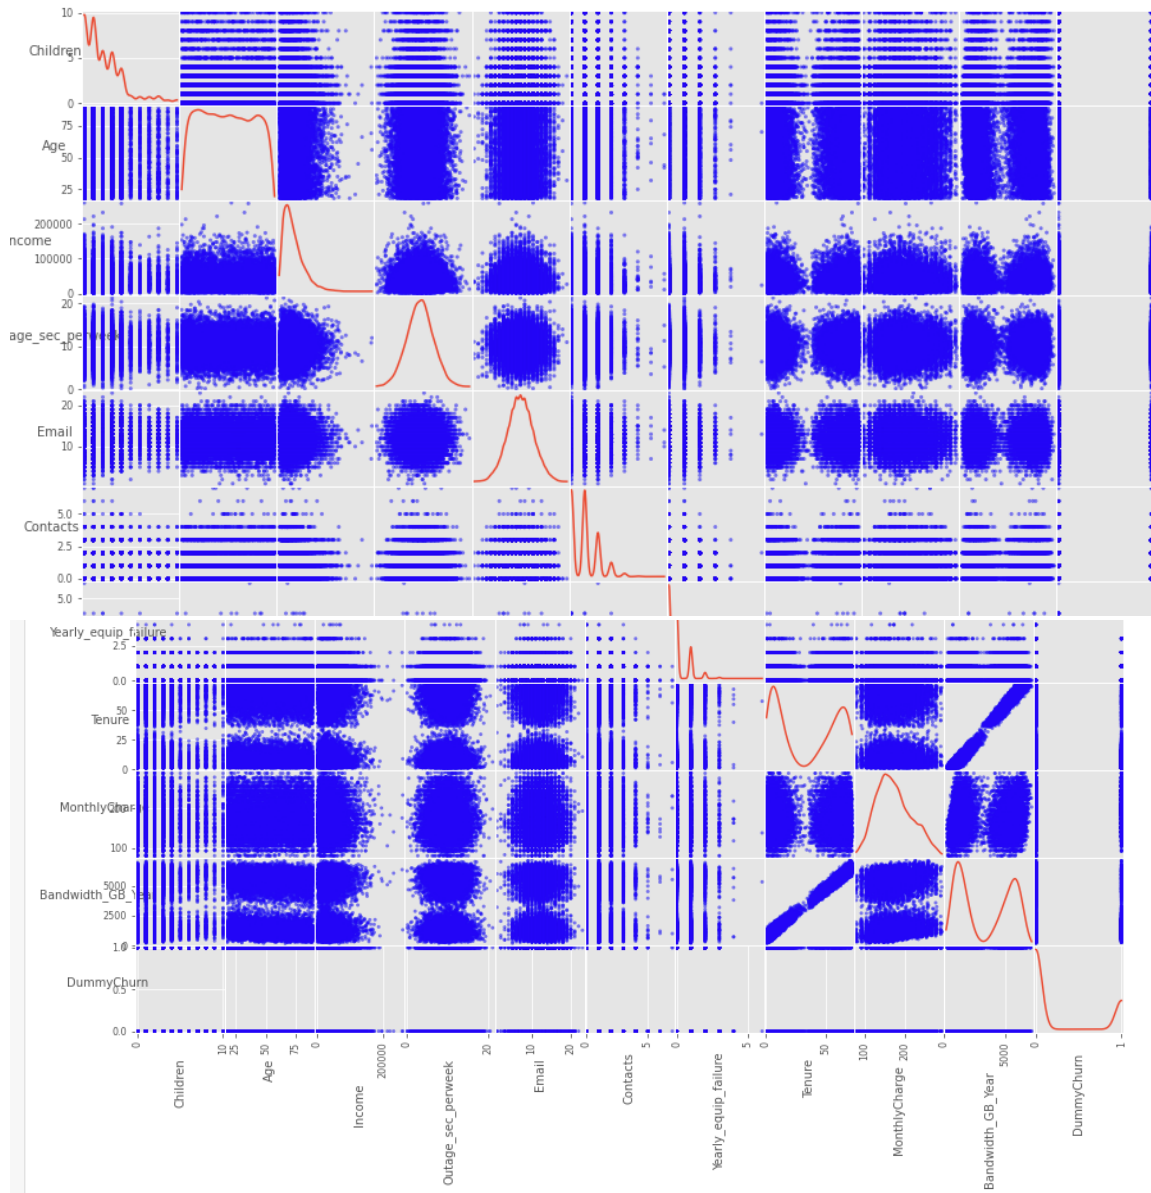 10
Children
5
0
75
Age
50
25
200000
ncome
100000
0
20
age_sec_perweek
10
0
20
Email
10
5.0
Contacts
2.5
0.0
5.0
Yearly_equip_failure
2.5
0.0
50
Tenure
25
0
MonthlyCharge
200
100
5000
Bandwidth_GB_Year
2500
0
1.0
DummyChurn
0.5
0.0
0 10 25 50 75 0 200000 0 20 10 20 0 5 0 5 0 50 100 200 0 5000 0 1
Children Age Income Outage_sec_perweek Email Contacts Yearly_equip_failure Tenure MonthlyCharge Bandwidth_GB_Year DummyChurn